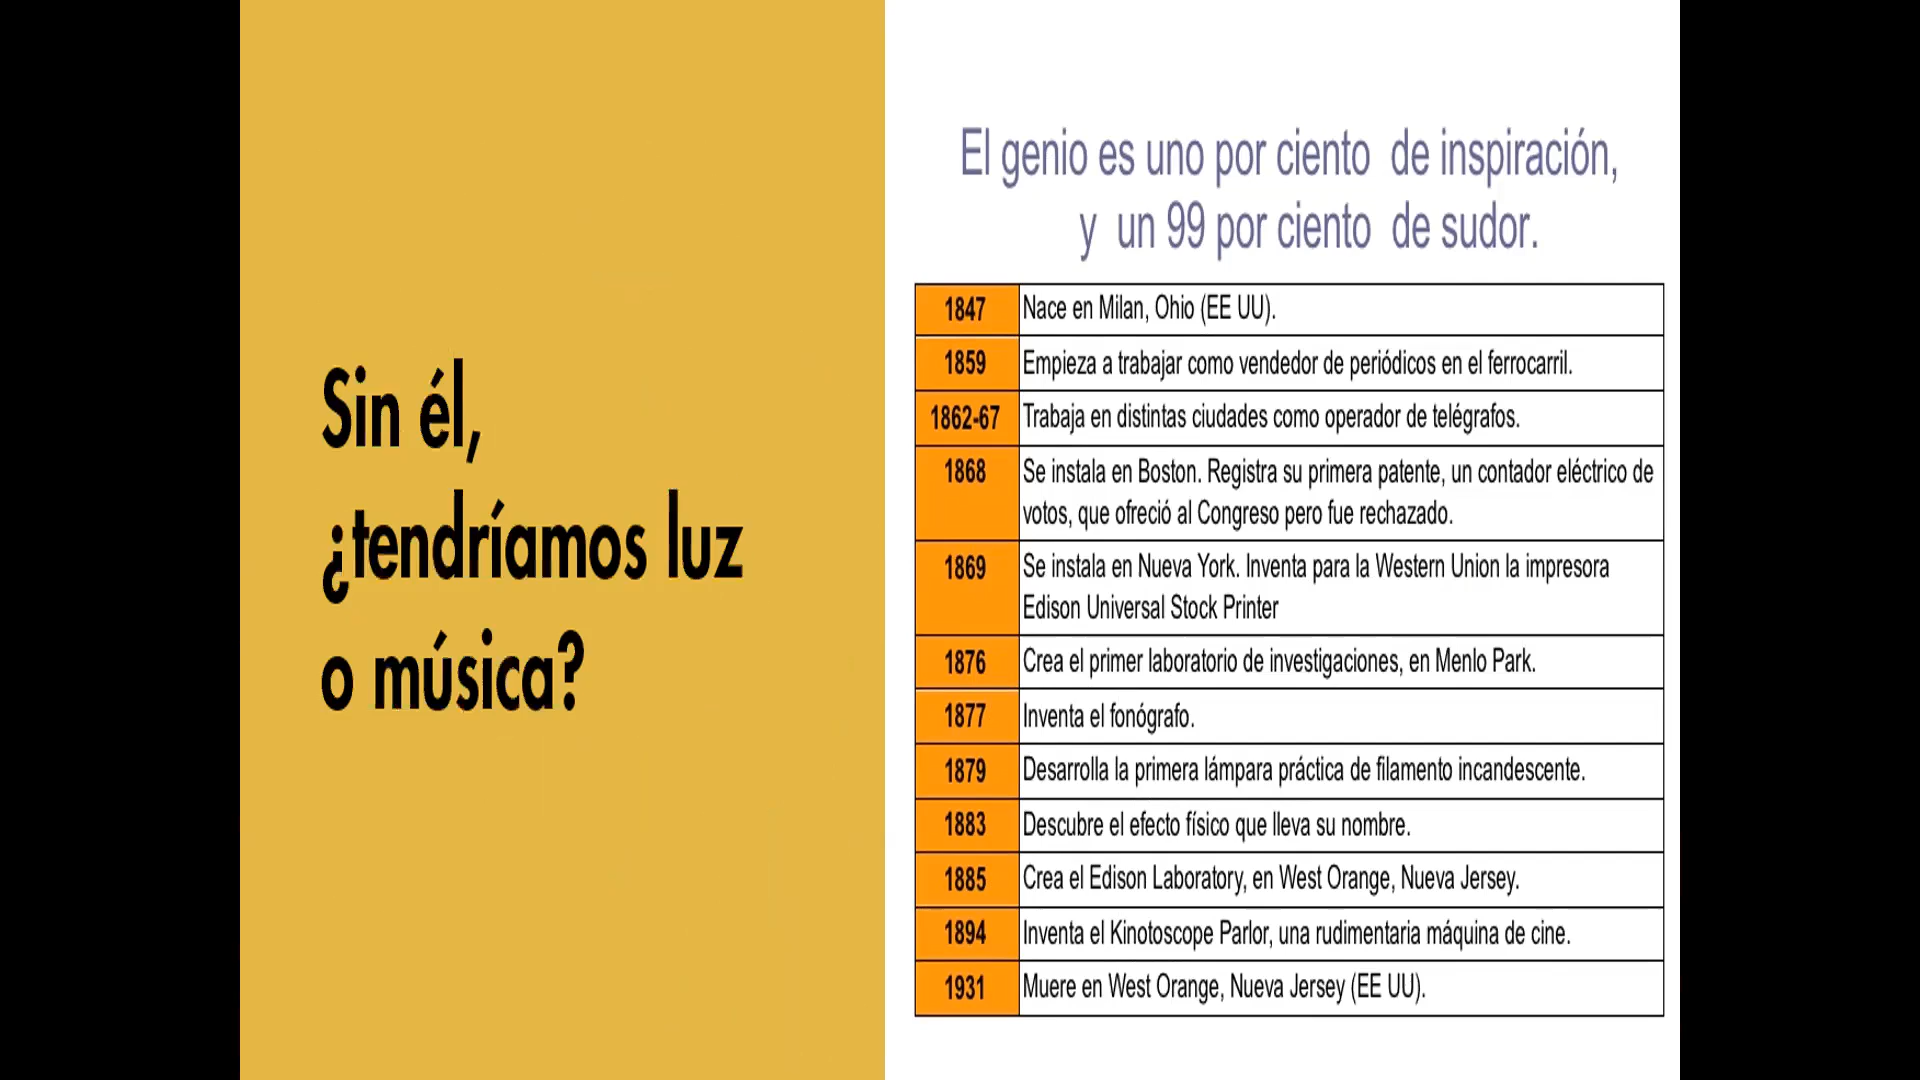 Sin él,
¿tendríamos luz
o música?
El genio es uno por ciento de inspiración,
y un 99 por ciento de sudor.
1847 Nace en Milan, Ohio (EE UU).
1859 Empieza a trabajar como vendedor de periódicos en el ferrocarril.
1862-67 Trabaja en distintas ciudades como operador de telégrafos.
1868 Se instala en Boston. Registra su primera patente, un contador eléctrico de
votos, que ofreció al Congreso pero fue rechazado.
1869 Se instala en Nueva York. Inventa para la Western Union la impresora
Edison Universal Stock Printer
1876 Crea el primer laboratorio de investigaciones, en Menlo Park.
1877 Inventa el fonógrafo.
1879 Desarrolla la primera lámpara práctica de filamento incandescente.
1883 Descubre el efecto físico que lleva su nombre.
1885 Crea el Edison Laboratory, en West Orange, Nueva Jersey.
1894 Inventa el Kinotoscope Parlor, una rudimentaria máquina de cine.
1931 Muere en West Orange, Nueva Jersey (EE UU).